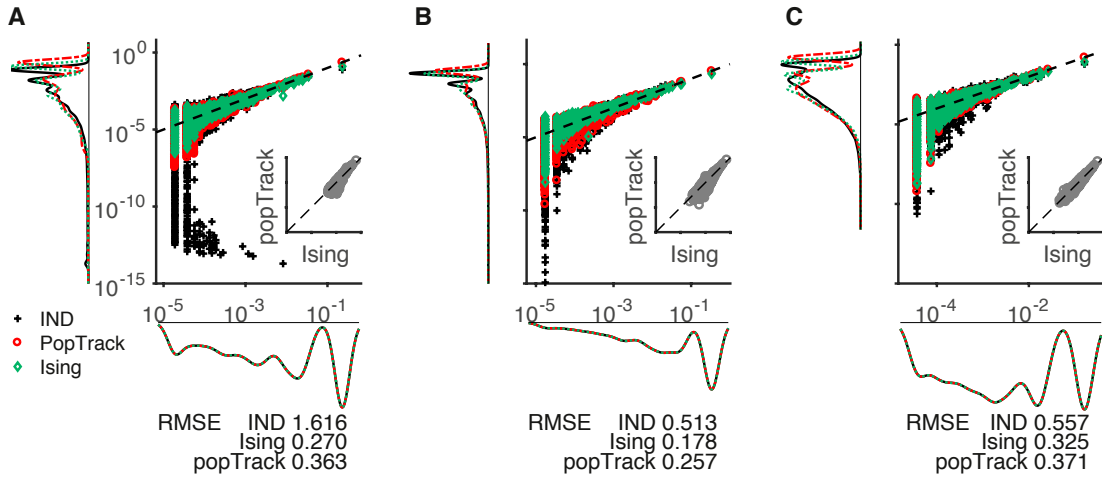 A
B
C
10^0
10^-5
10^-10
10^-15
popTrack
Ising
popTrack
Ising
popTrack
Ising
10^-5
10^-3
10^-1
10^-5
10^-3
10^-1
10^-4
10^-2
IND
PopTrack
Ising
RMSE IND 1.616
Ising 0.270
popTrack 0.363
RMSE IND 0.513
Ising 0.178
popTrack 0.257
RMSE IND 0.557
Ising 0.325
popTrack 0.371